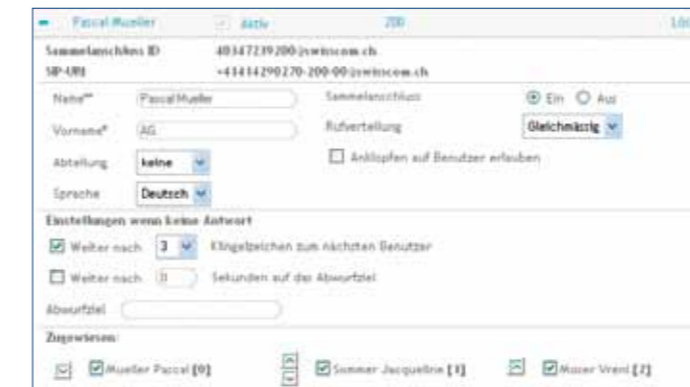 Pascal Mueller Aktiv 200
Sammelanschluss ID 40347239200
SIP-URI +41414290270-200-00
Name** Pascal Mueller Sammelanschluss Ein Aus
Vorname* AG Rufverteilung Gleichmässig
Abteilung keine Anklopfen auf Benutzer erlauben
Sprache Deutsch
Einstellungen wenn keine Antwort
Weiter nach 3 Klingelzeichen zum nächsten Benutzer
Weiter nach 0 Sekunden auf das Abwurfziel
Abwurfziel
Zugewiesen:
Mueller Pascal [0] Sommer Jacqueline [1] Moser Vreni [2]